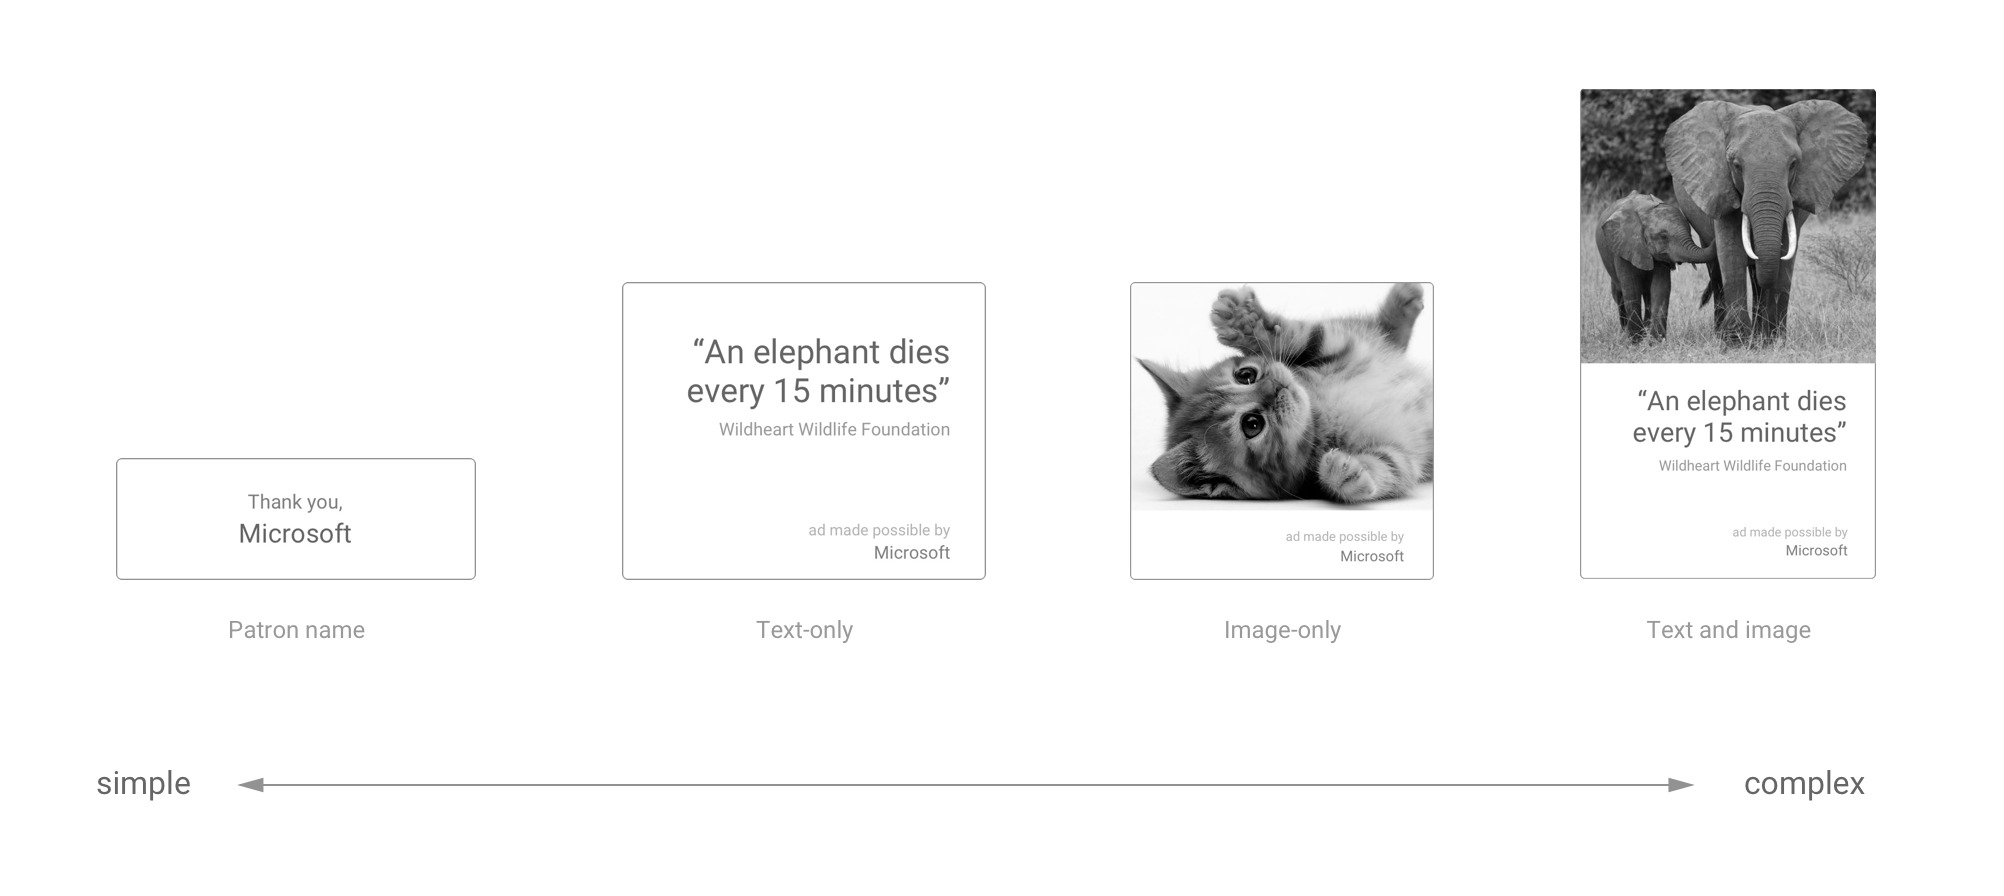 Thank you,
Microsoft
Patron name
“An elephant dies
every 15 minutes”
Wildheart Wildlife Foundation
ad made possible by
Microsoft
Text-only
ad made possible by
Microsoft
Image-only
“An elephant dies
every 15 minutes”
Wildheart Wildlife Foundation
ad made possible by
Microsoft
Text and image
simple
complex